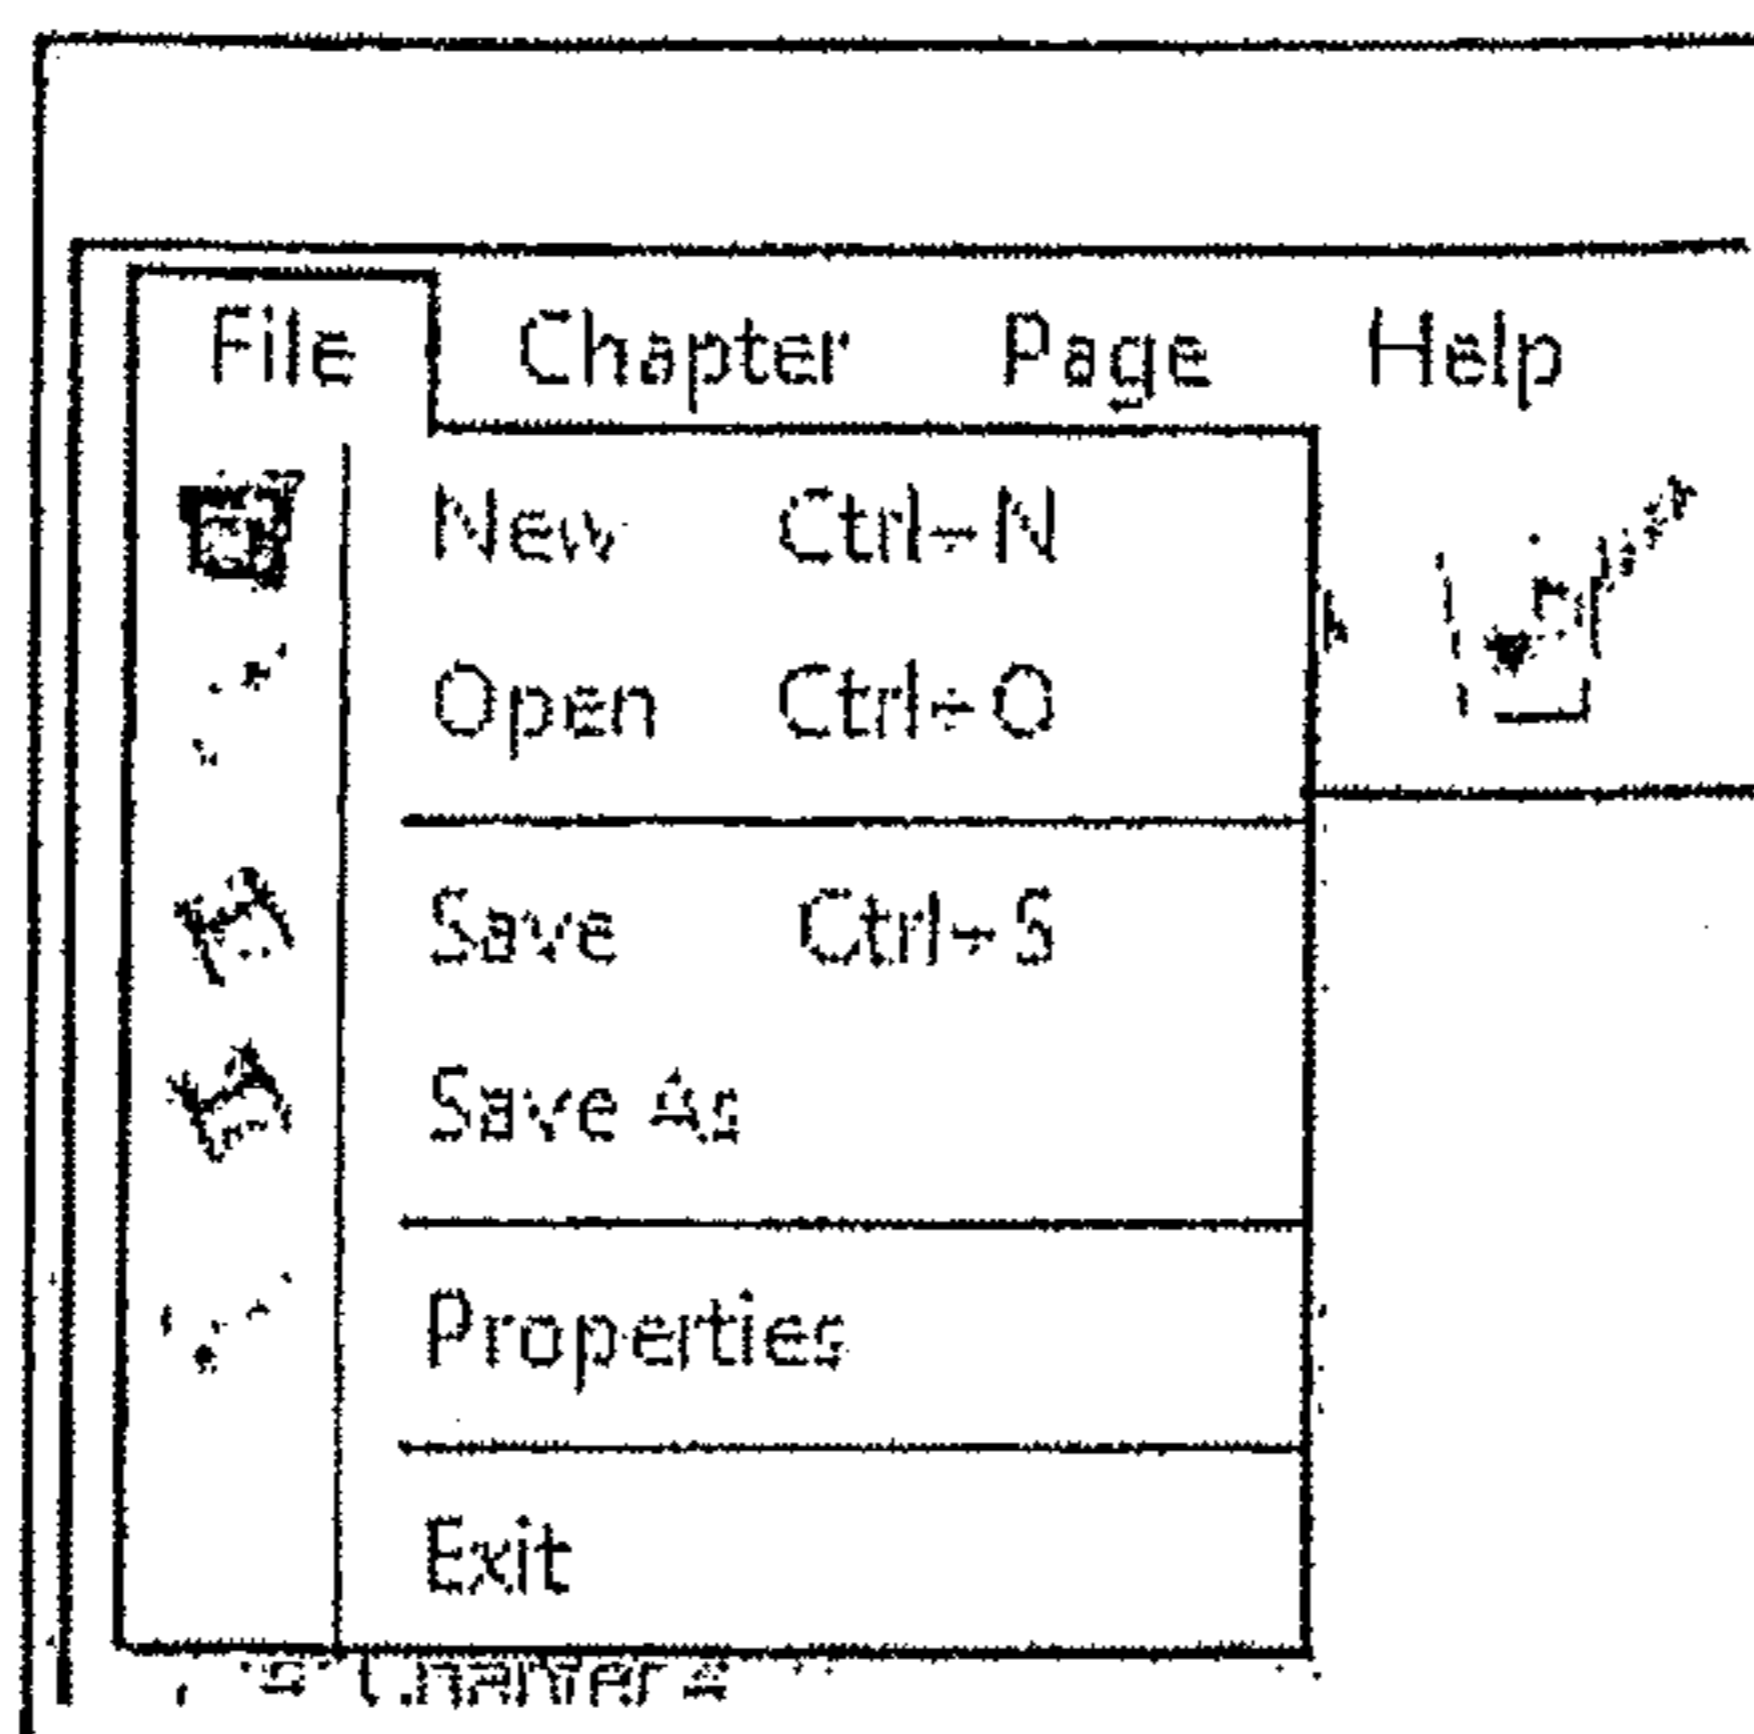 File Chapter Page Help
New Ctrl+N
Open Ctrl+O
Save Ctrl+S
Save As
Properties
Exit